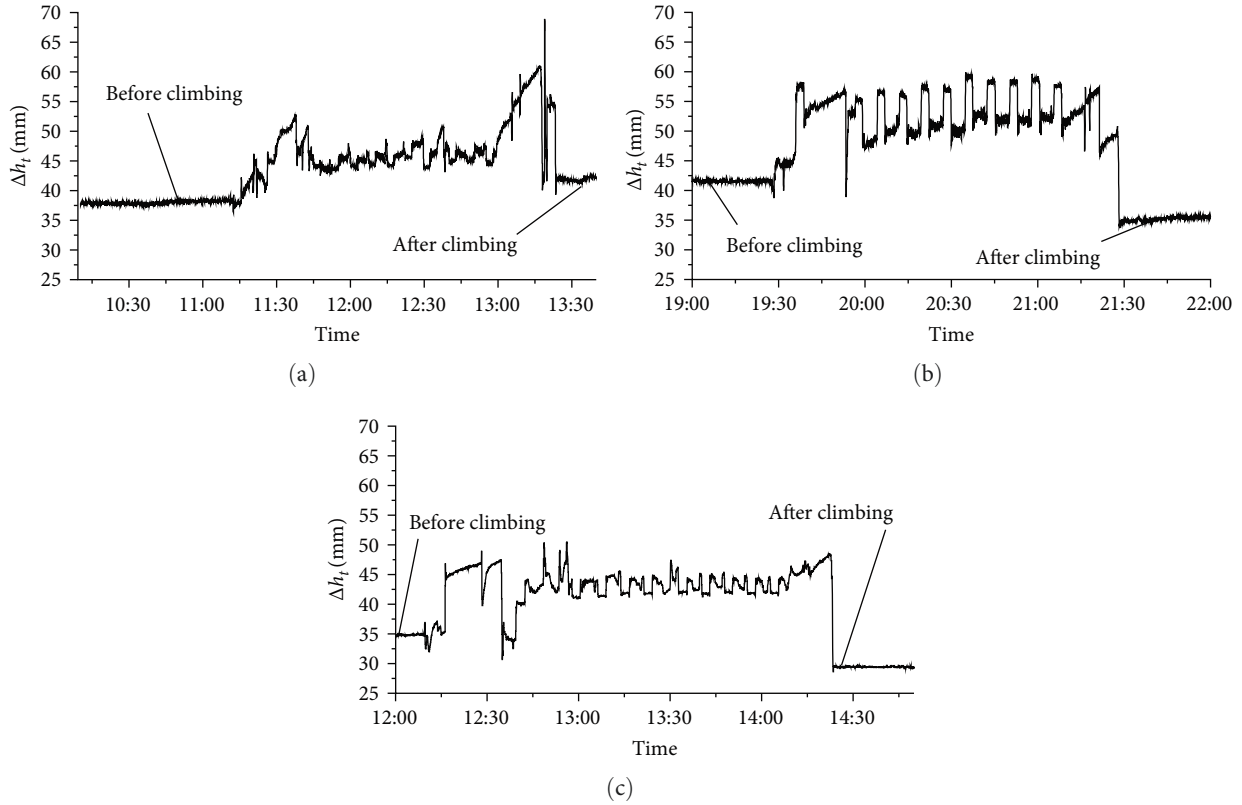 70
65
60
55
50
45
40
35
30
25
Δhₜ (mm)
Before climbing
After climbing
10:30 11:00 11:30 12:00 12:30 13:00 13:30
Time
(a)
70
65
60
55
50
45
40
35
30
25
Δhₜ (mm)
Before climbing
After climbing
19:00 19:30 20:00 20:30 21:00 21:30 22:00
Time
(b)
70
65
60
55
50
45
40
35
30
25
Δhₜ (mm)
Before climbing
After climbing
12:00 12:30 13:00 13:30 14:00 14:30
Time
(c)